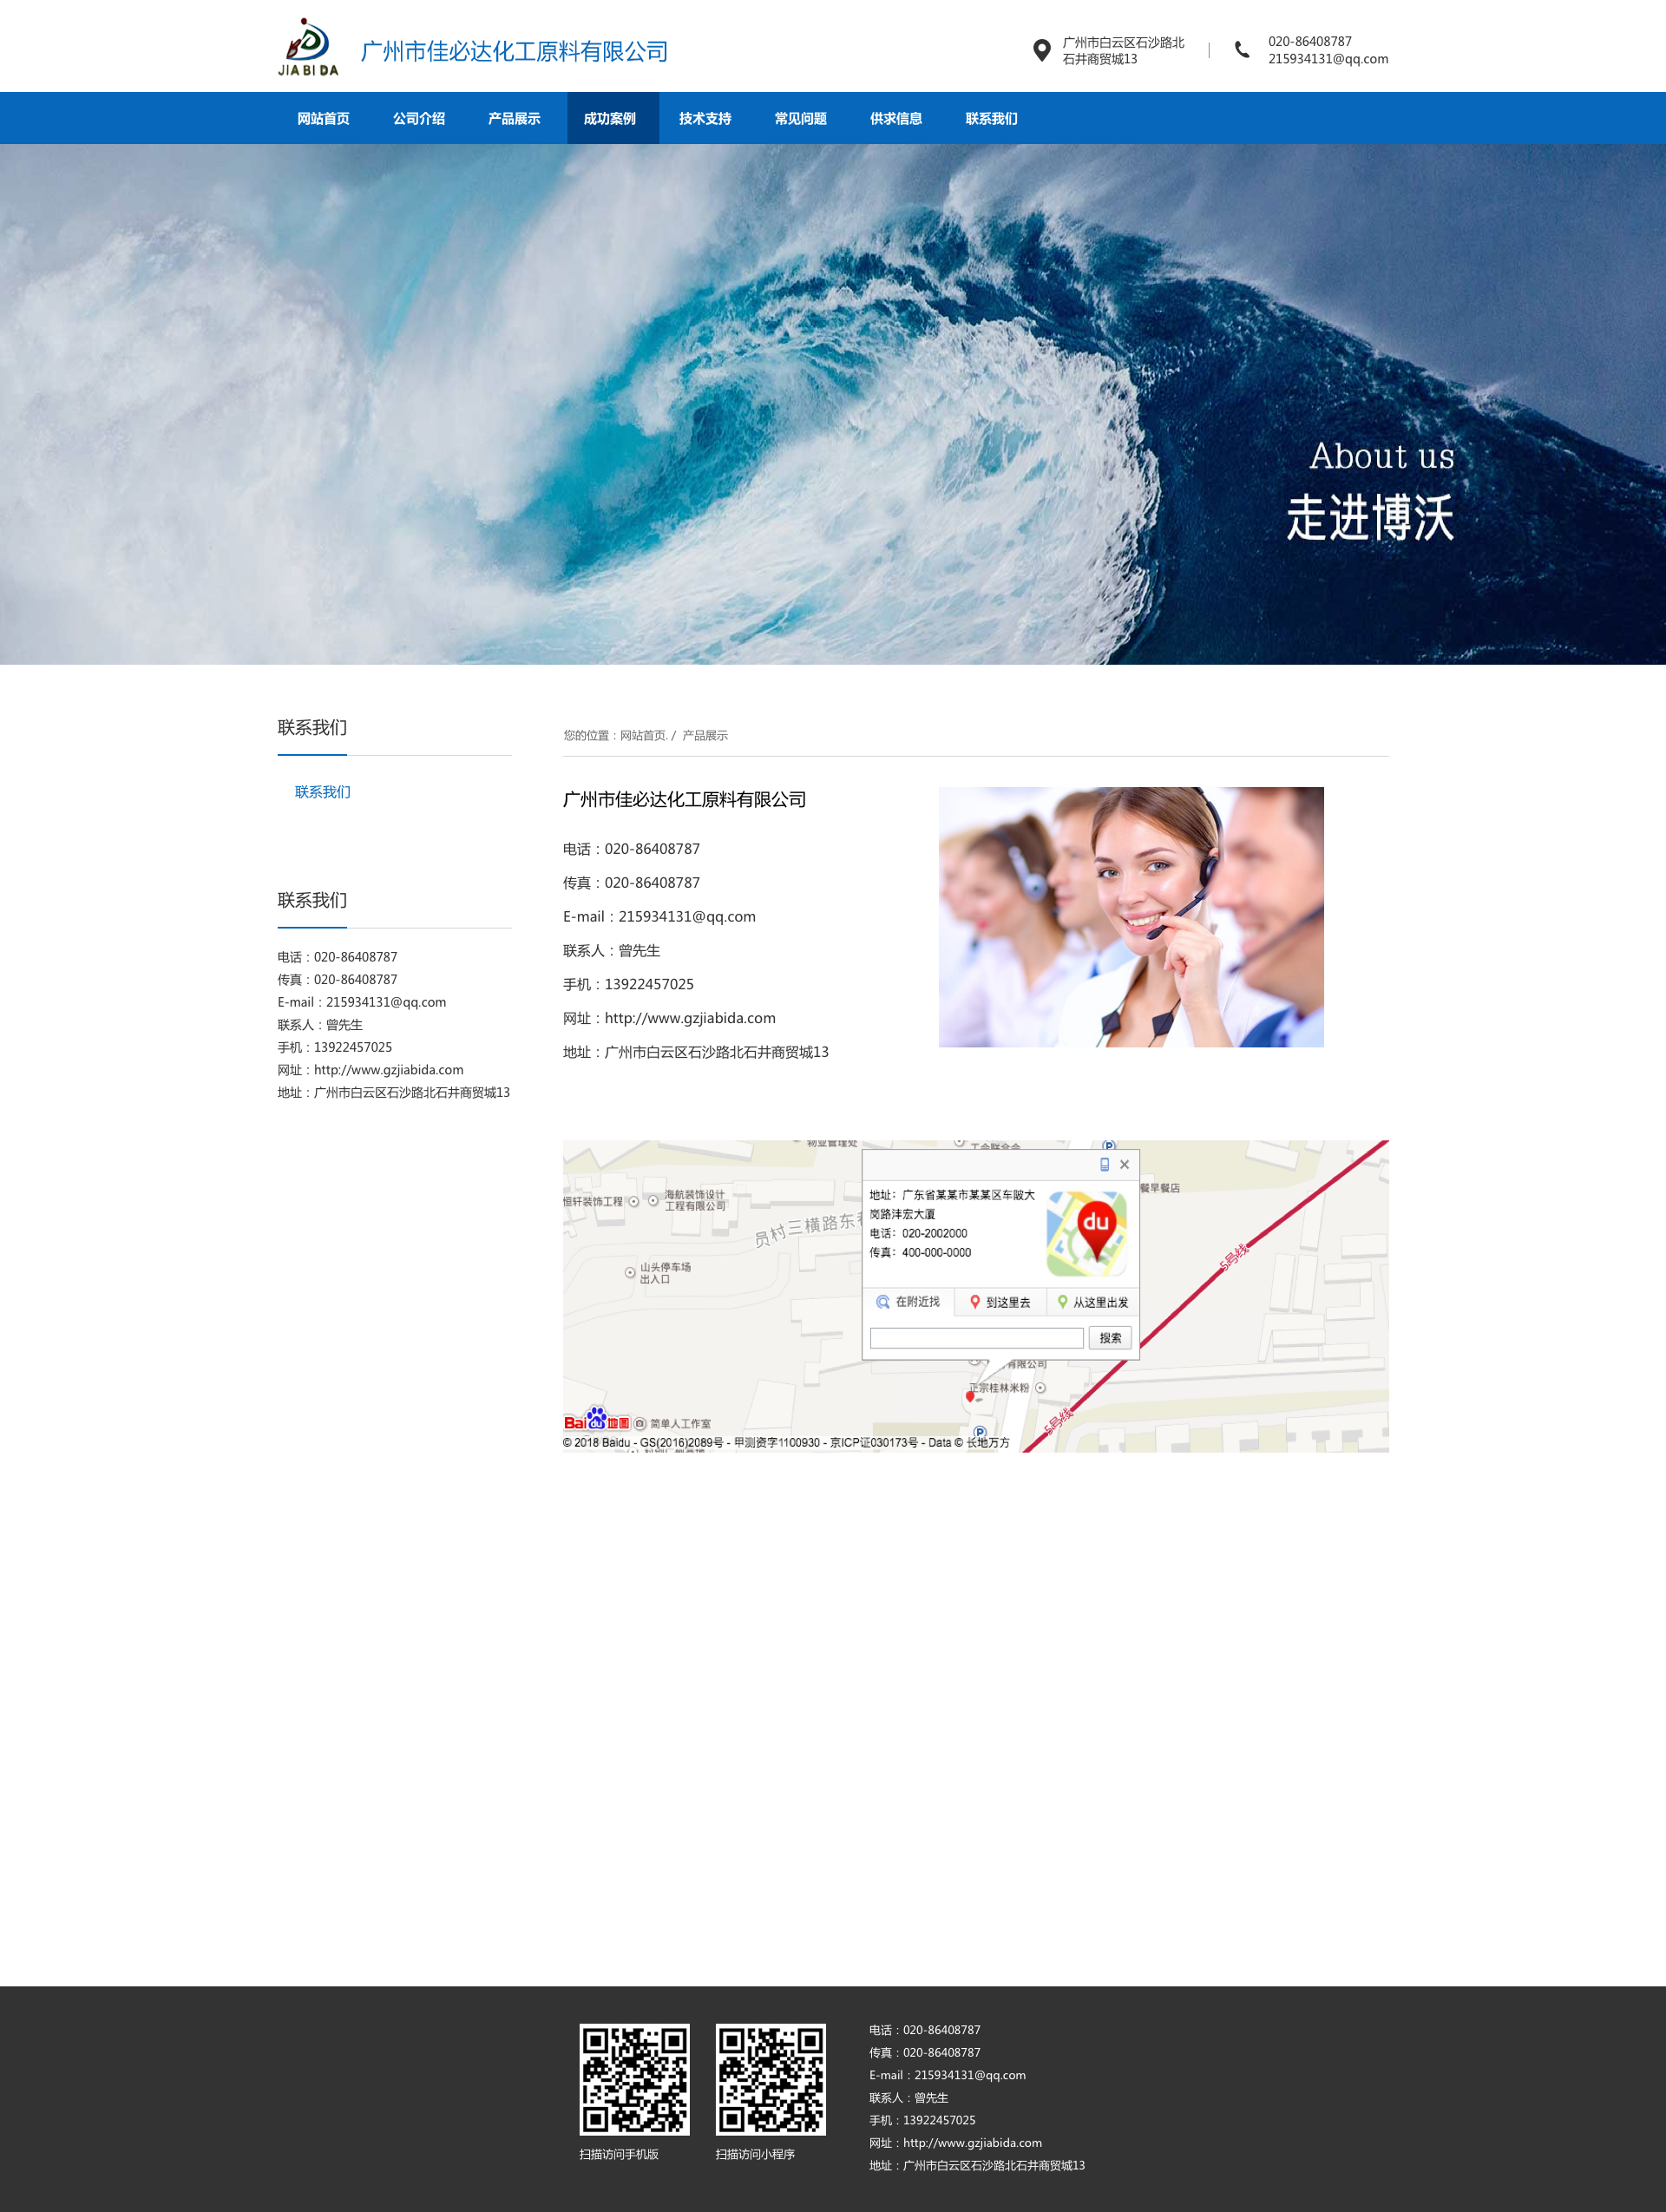 JIABIDA
广州市佳必达化工原料有限公司
广州市白云区石沙路北
石井商贸城13
020-86408787
215934131@qq.com
网站首页
公司介绍
产品展示
成功案例
技术支持
常见问题
供求信息
联系我们
About us
走进博沃
联系我们
联系我们
联系我们
电话：020-86408787
传真：020-86408787
E-mail：215934131@qq.com
联系人：曾先生
手机：13922457025
网址：http://www.gzjiabida.com
地址：广州市白云区石沙路北石井商贸城13
您的位置：网站首页. / 产品展示
广州市佳必达化工原料有限公司
电话：020-86408787
传真：020-86408787
E-mail：215934131@qq.com
联系人：曾先生
手机：13922457025
网址：http://www.gzjiabida.com
地址：广州市白云区石沙路北石井商贸城13
恒轩装饰工程
海航装饰设计
工程有限公司
员村三横路东
山头停车场
出入口
餐早餐店
地址：广东省某某市某某区车陂大
岗路沣宏大厦
电话：020-2002000
传真：400-000-0000
du
在附近找
到这里去
从这里出发
搜索
有限公司
正宗桂林米粉
5号线
5号线
P
P
Bai du 地图
简单人工作室
© 2018 Baidu - GS(2016)2089号 - 甲测资字1100930 - 京ICP证030173号 - Data © 长地万方
扫描访问手机版
扫描访问小程序
电话：020-86408787
传真：020-86408787
E-mail：215934131@qq.com
联系人：曾先生
手机：13922457025
网址：http://www.gzjiabida.com
地址：广州市白云区石沙路北石井商贸城13